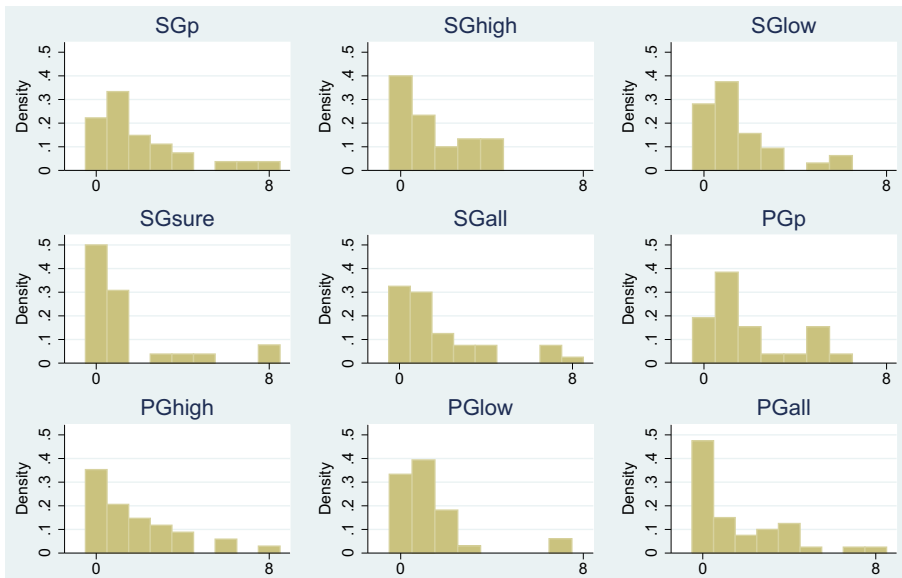 SGp
SGhigh
SGlow
Density
0 .1 .2 .3 .4 .5
0 8
Density
0 .1 .2 .3 .4 .5
0 8
Density
0 .1 .2 .3 .4 .5
0 8
SGsure
SGall
PGp
Density
0 .1 .2 .3 .4 .5
0 8
Density
0 .1 .2 .3 .4 .5
0 8
Density
0 .1 .2 .3 .4 .5
0 8
PGhigh
PGlow
PGall
Density
0 .1 .2 .3 .4 .5
0 8
Density
0 .1 .2 .3 .4 .5
0 8
Density
0 .1 .2 .3 .4 .5
0 8